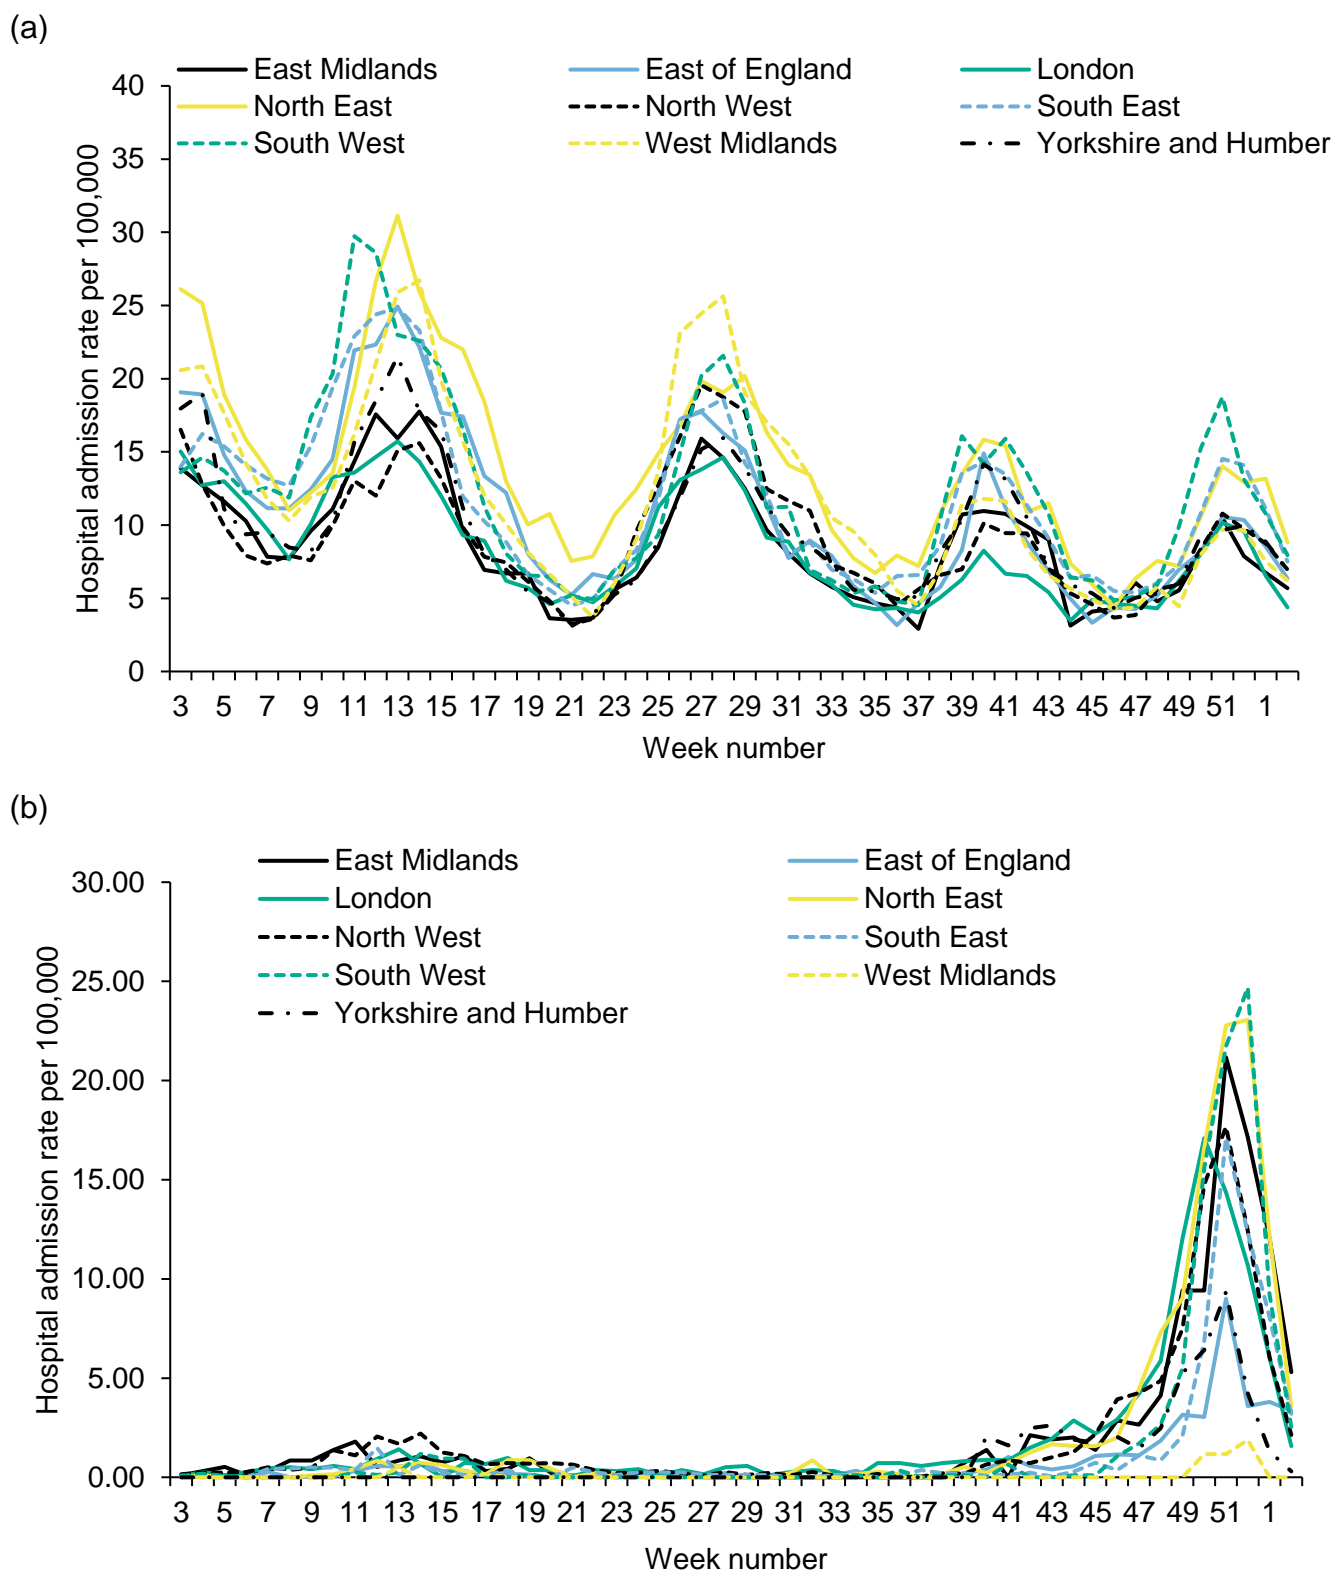 (a)
East Midlands East of England London
North East North West South East
South West West Midlands Yorkshire and Humber
40
35
30
25
20
15
10
5
0
Hospital admission rate per 100,000
3 5 7 9 11 13 15 17 19 21 23 25 27 29 31 33 35 37 39 41 43 45 47 49 51 1
Week number
(b)
East Midlands East of England
London North East
North West South East
South West West Midlands
Yorkshire and Humber
30.00
25.00
20.00
15.00
10.00
5.00
0.00
Hospital admission rate per 100,000
3 5 7 9 11 13 15 17 19 21 23 25 27 29 31 33 35 37 39 41 43 45 47 49 51 1
Week number